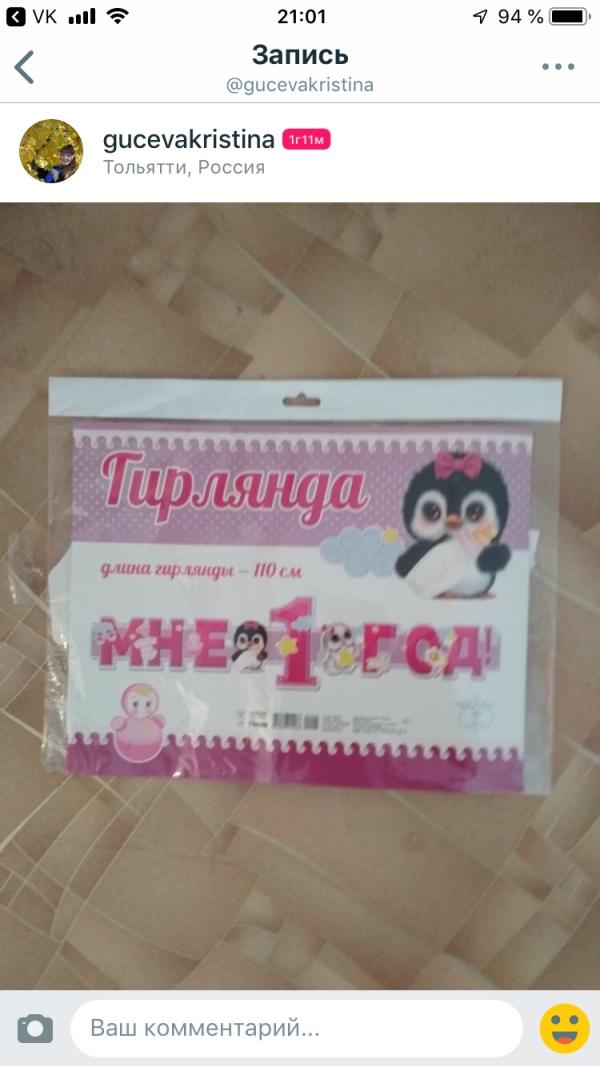 VK
21:01
94 %
Запись
@gucevakristina
gucevakristina 1г11м
Тольятти, Россия
Гирлянда
длина гирлянды – 110 см
МНЕ 1 ГОД!
Ваш комментарий...